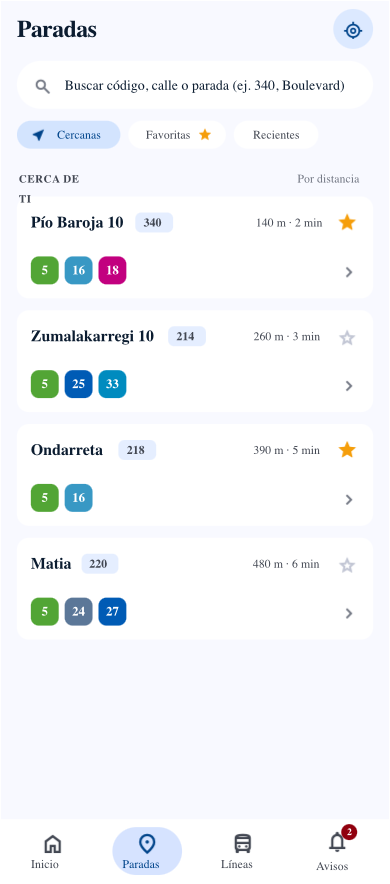 Paradas
Buscar código, calle o parada (ej. 340, Boulevard)
Cercanas Favoritas Recientes
CERCA DE TI Por distancia
Pío Baroja 10 340 140 m · 2 min
5 16 18
Zumalakarregi 10 214 260 m · 3 min
5 25 33
Ondarreta 218 390 m · 5 min
5 16
Matia 220 480 m · 6 min
5 24 27
2
Inicio Paradas Líneas Avisos